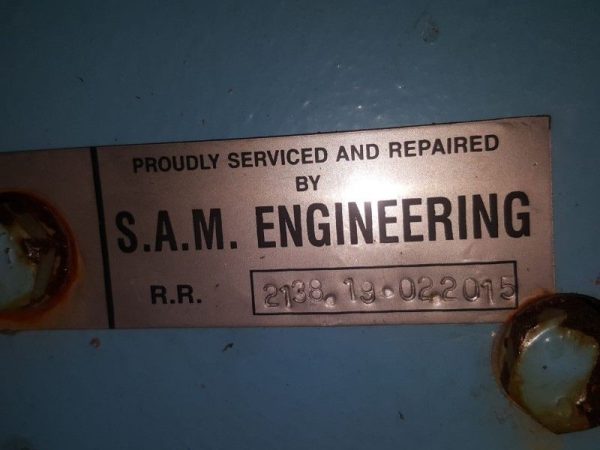 PROUDLY SERVICED AND REPAIRED
BY
S.A.M. ENGINEERING
R.R. 2138.19.02.2015